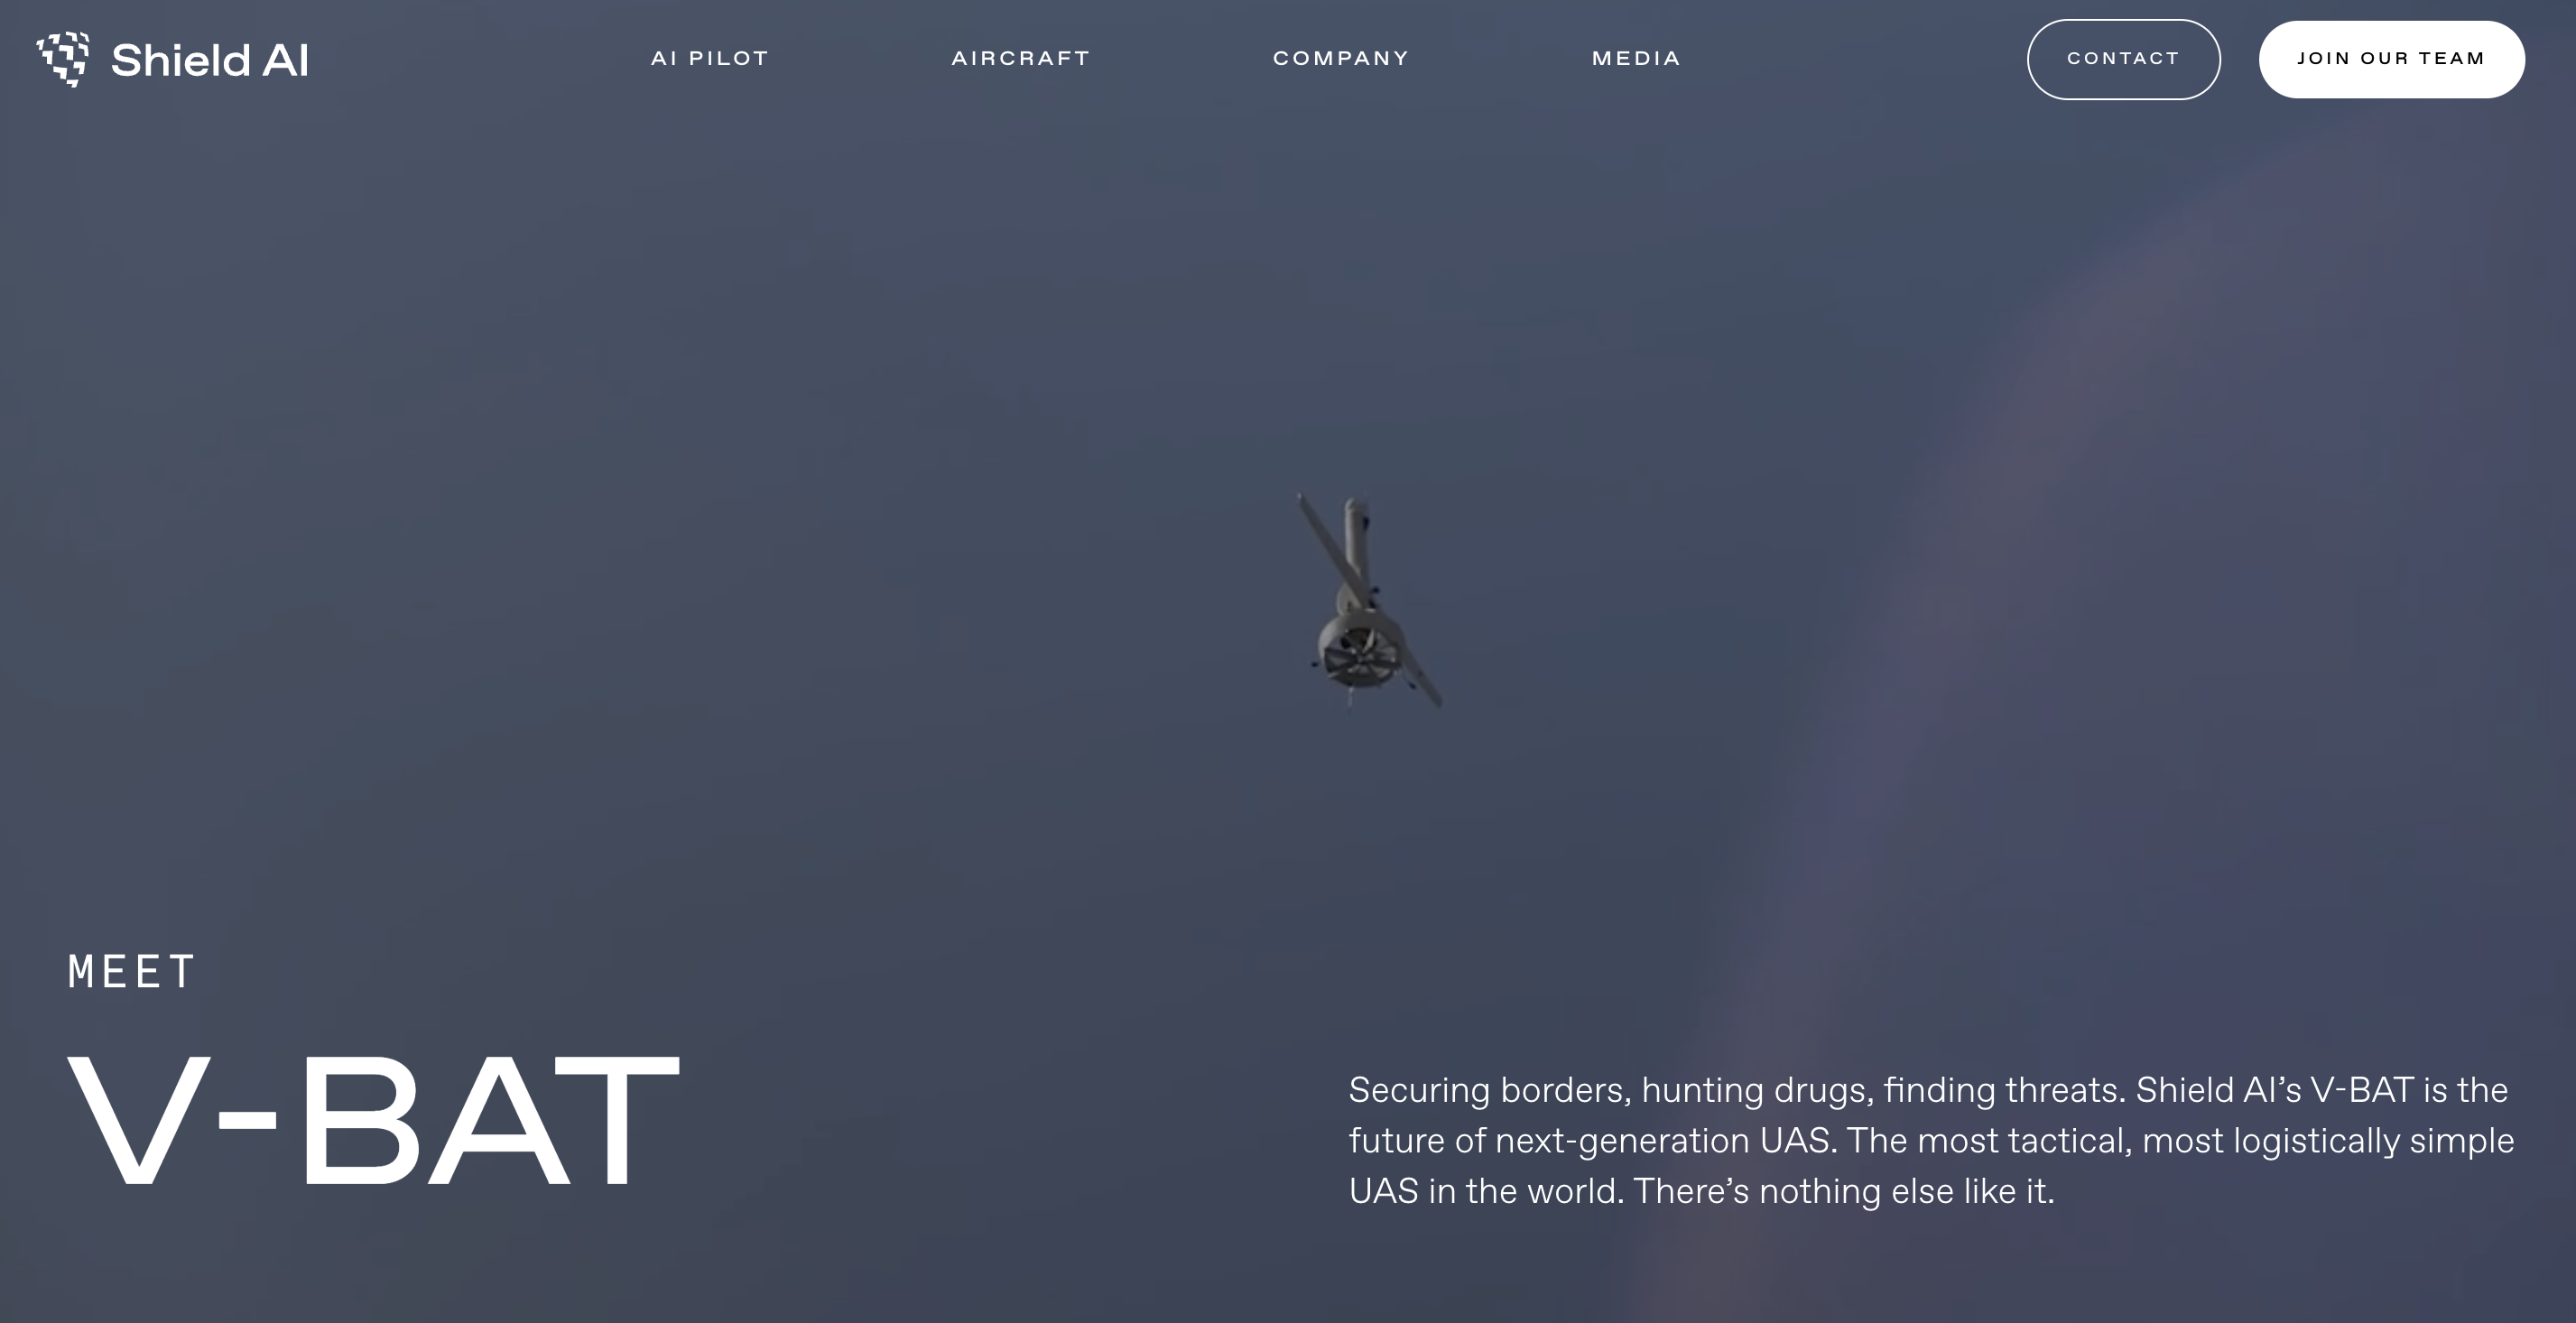 Shield AI
AI PILOT
AIRCRAFT
COMPANY
MEDIA
CONTACT
JOIN OUR TEAM
MEET
V-BAT
Securing borders, hunting drugs, finding threats. Shield AI’s V-BAT is the
future of next-generation UAS. The most tactical, most logistically simple
UAS in the world. There’s nothing else like it.